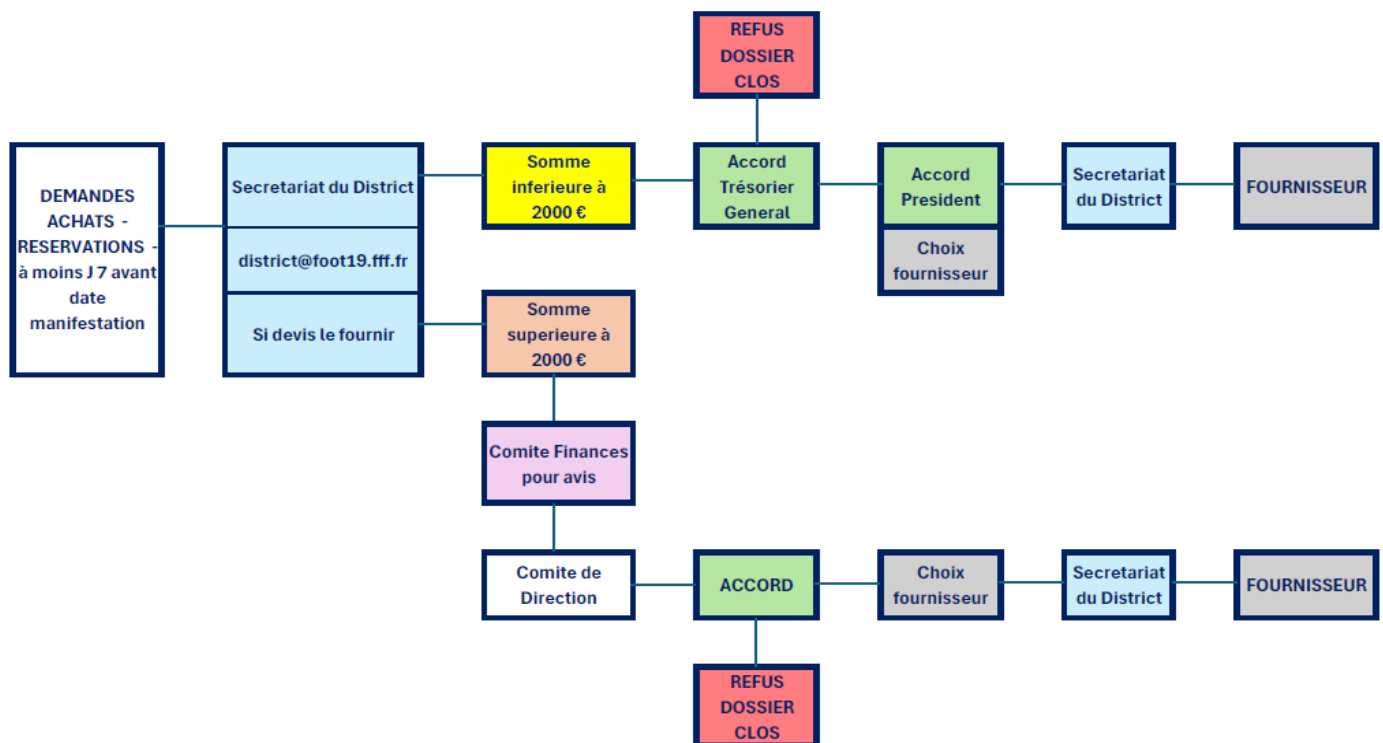 REFUS
DOSSIER
CLOS
DEMANDES
ACHATS -
RESERVATIONS -
à moins J 7 avant
date
manifestation
Secretariat du District
district@foot19.fff.fr
Si devis le fournir
Somme
inferieure à
2000 €
Accord
Trésorier
General
Accord
President
Choix
fournisseur
Secretariat
du District
FOURNISSEUR
Somme
superieure à
2000 €
Comite Finances
pour avis
Comite de
Direction
ACCORD
Choix
fournisseur
Secretariat
du District
FOURNISSEUR
REFUS
DOSSIER
CLOS